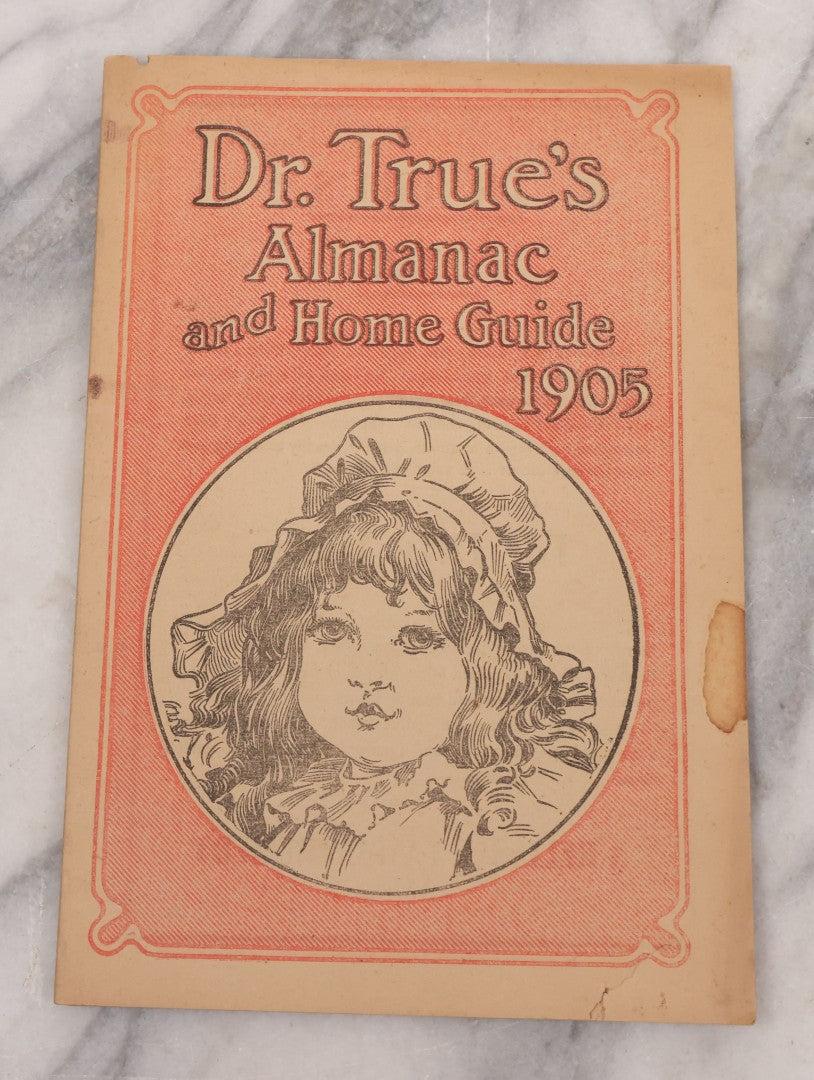 Dr. True's
Almanac
and Home Guide
1905